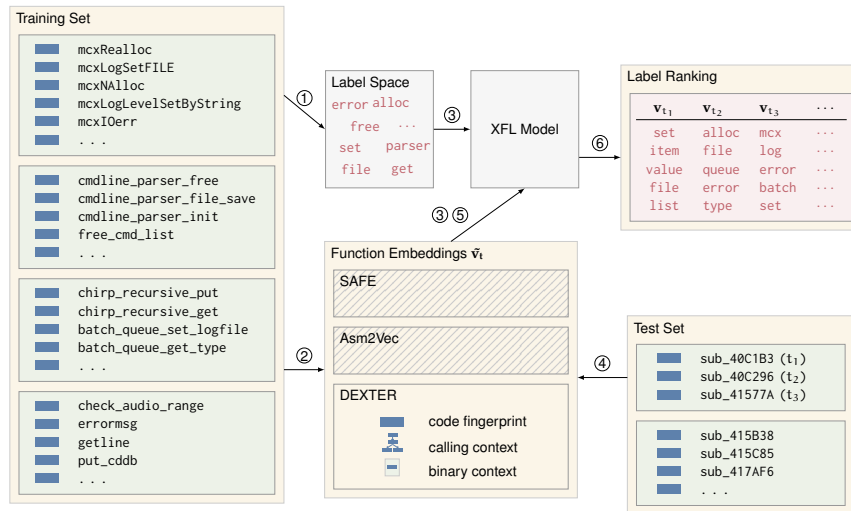 Training Set
mcxRealloc
mcxLogSetFILE
mcxNAlloc
mcxLogLevelSetByString
mcxIOerr
...
cmdline_parser_free
cmdline_parser_file_save
cmdline_parser_init
free_cmd_list
...
chirp_recursive_put
chirp_recursive_get
batch_queue_set_logfile
batch_queue_get_type
...
check_audio_range
errormsg
getline
put_cddb
...
①
②
Label Space
error alloc
free ...
set parser
file get
③
XFL Model
③ ⑤
⑥
Function Embeddings ṽt
SAFE
Asm2Vec
DEXTER
code fingerprint
calling context
binary context
④
Label Ranking
vt1 vt2 vt3 ...
set alloc mcx ...
item file log ...
value queue error ...
file error batch ...
list type set ...
Test Set
sub_40C1B3 (t1)
sub_40C296 (t2)
sub_41577A (t3)
sub_415B38
sub_415C85
sub_417AF6
...